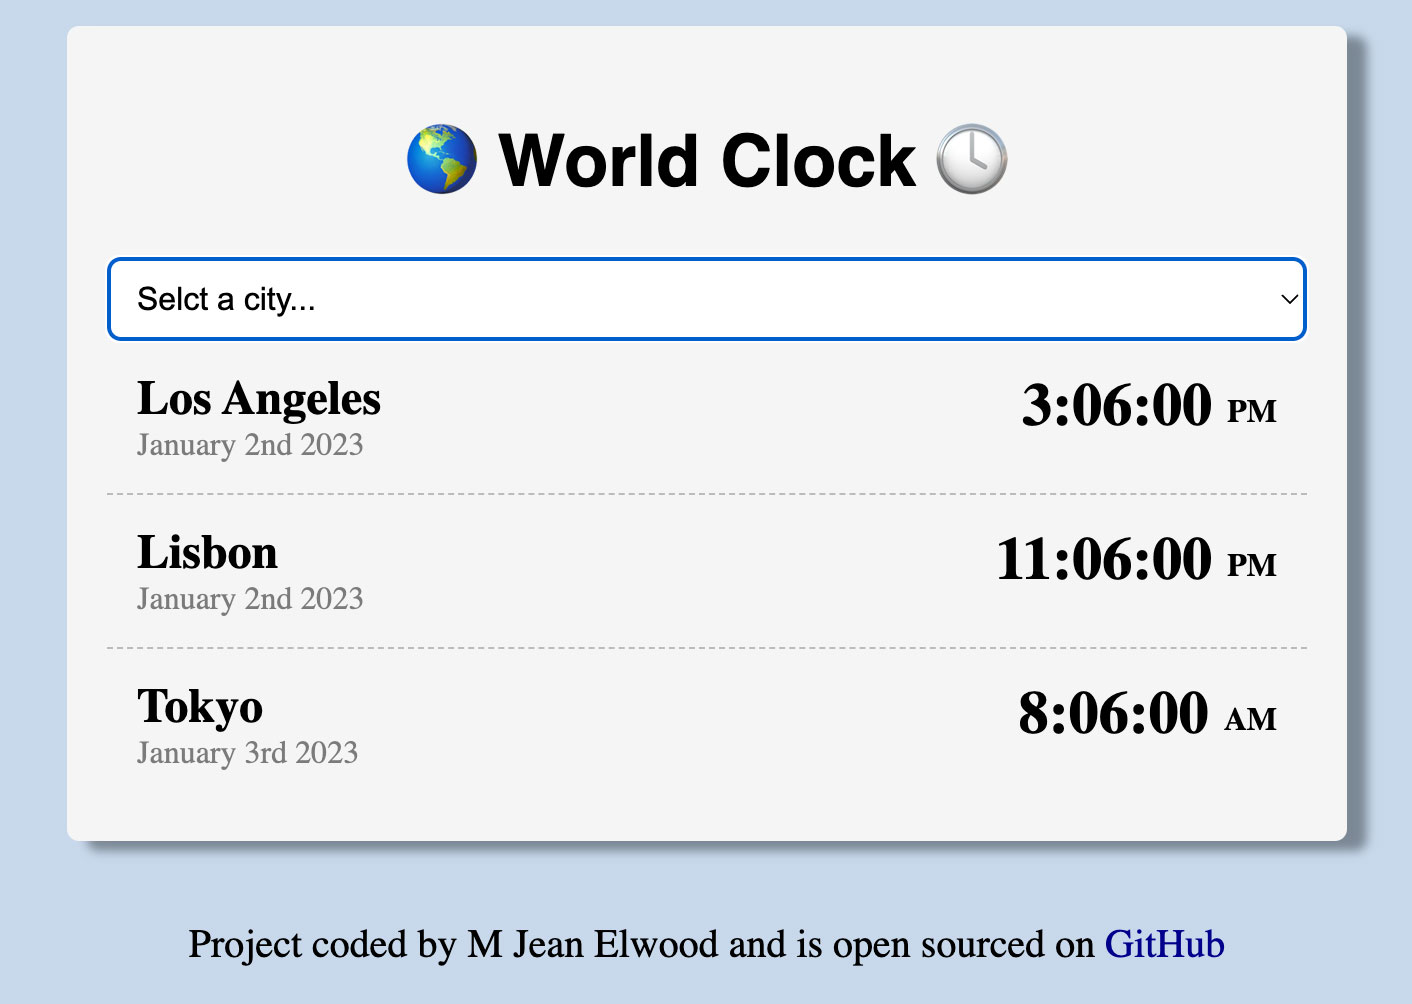 🌎 World Clock 🕓
Selct a city...
Los Angeles
3:06:00 PM
January 2nd 2023
Lisbon
11:06:00 PM
January 2nd 2023
Tokyo
8:06:00 AM
January 3rd 2023
Project coded by M Jean Elwood and is open sourced on GitHub